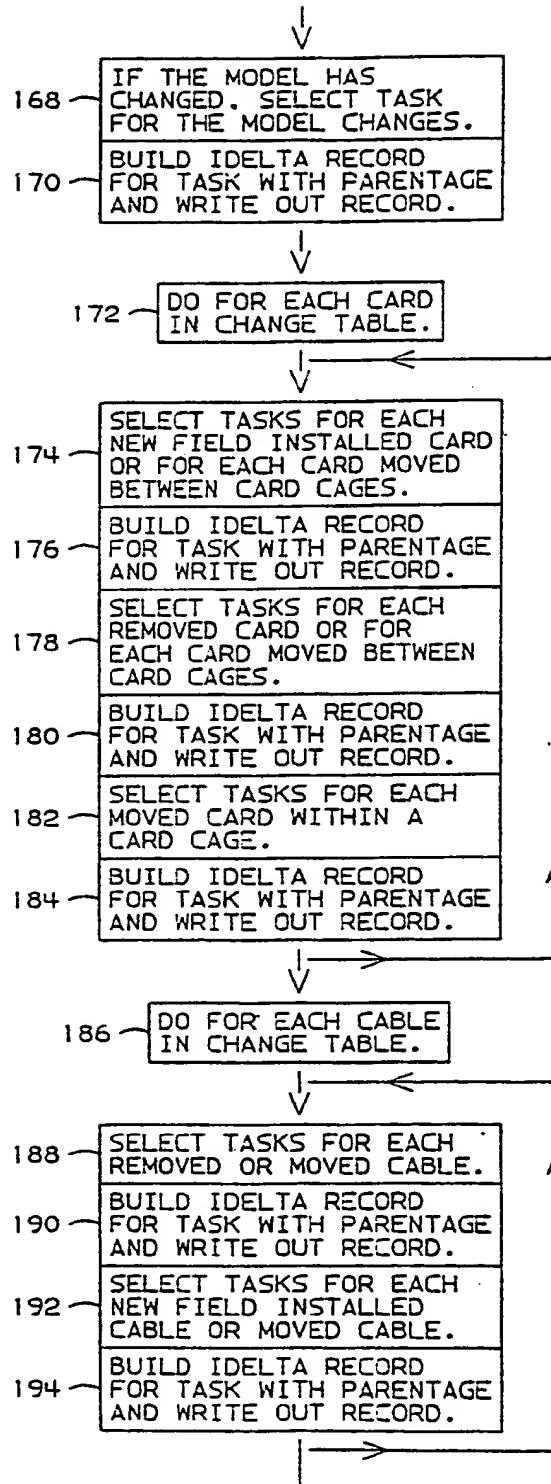 168
IF THE MODEL HAS
CHANGED. SELECT TASK
FOR THE MODEL CHANGES.
170
BUILD IDELTA RECORD
FOR TASK WITH PARENTAGE
AND WRITE OUT RECORD.
172
DO FOR EACH CARD
IN CHANGE TABLE.
174
SELECT TASKS FOR EACH
NEW FIELD INSTALLED CARD
OR FOR EACH CARD MOVED
BETWEEN CARD CAGES.
176
BUILD IDELTA RECORD
FOR TASK WITH PARENTAGE
AND WRITE OUT RECORD.
178
SELECT TASKS FOR EACH
REMOVED CARD OR FOR
EACH CARD MOVED BETWEEN
CARD CAGES.
180
BUILD IDELTA RECORD
FOR TASK WITH PARENTAGE
AND WRITE OUT RECORD.
182
SELECT TASKS FOR EACH
MOVED CARD WITHIN A
CARD CAGE.
184
BUILD IDELTA RECORD
FOR TASK WITH PARENTAGE
AND WRITE OUT RECORD.
186
DO FOR EACH CABLE
IN CHANGE TABLE.
188
SELECT TASKS FOR EACH
REMOVED OR MOVED CABLE.
190
BUILD IDELTA RECORD
FOR TASK WITH PARENTAGE
AND WRITE OUT RECORD.
192
SELECT TASKS FOR EACH
NEW FIELD INSTALLED
CABLE OR MOVED CABLE.
194
BUILD IDELTA RECORD
FOR TASK WITH PARENTAGE
AND WRITE OUT RECORD.